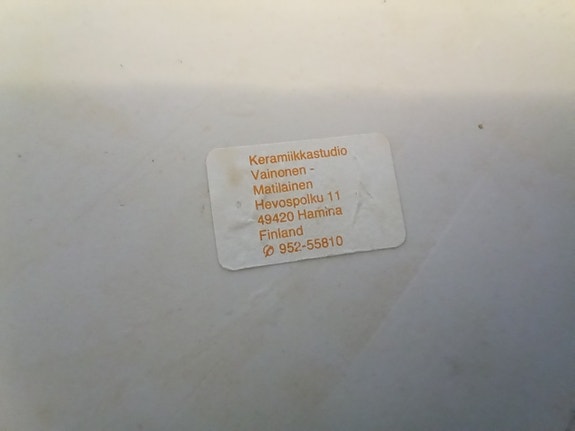 Keramiikkastudio
Vainonen -
Matilainen
Hevospolku 11
49420 Hamina
Finland
✆ 952-55810